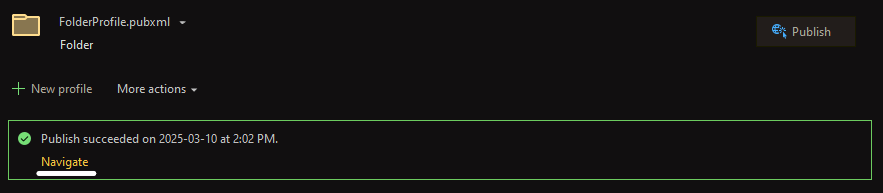 FolderProfile.pubxml
Folder
Publish
New profile
More actions
Publish succeeded on 2025-03-10 at 2:02 PM.
Navigate